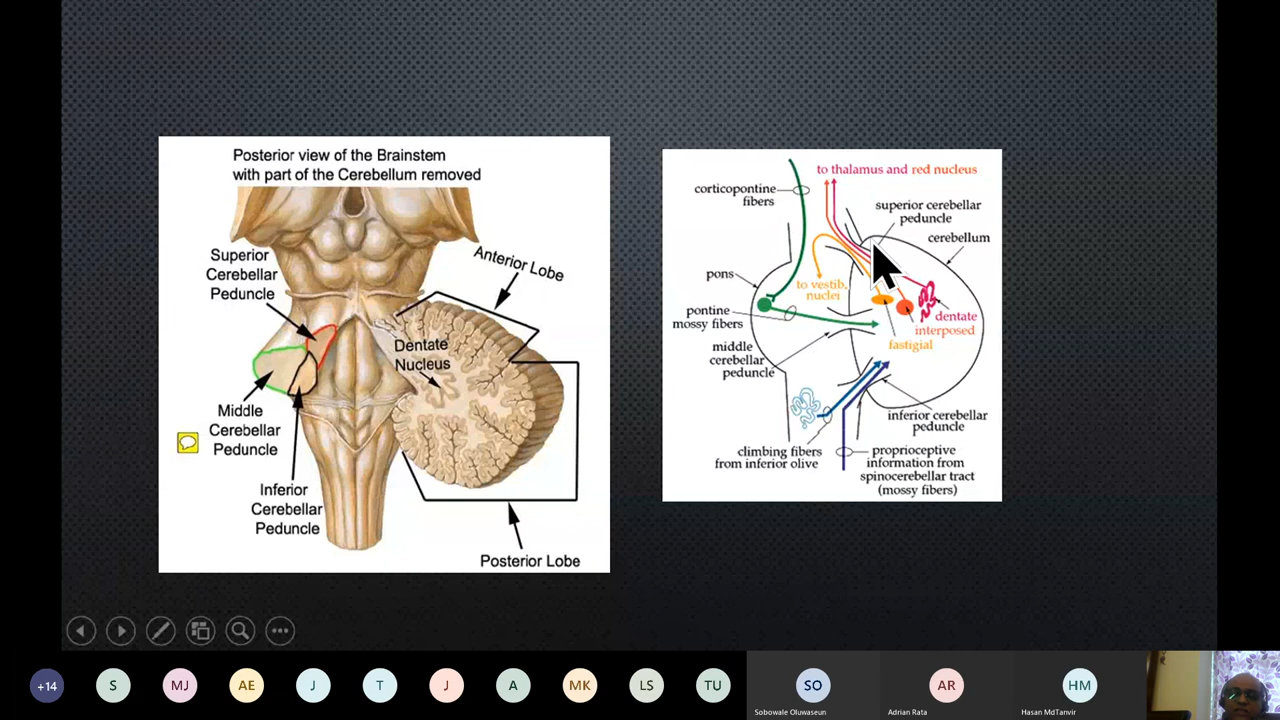 Posterior view of the Brainstem
with part of the Cerebellum removed
Superior
Cerebellar
Peduncle
Anterior Lobe
Dentate
Nucleus
Middle
Cerebellar
Peduncle
Inferior
Cerebellar
Peduncle
Posterior Lobe
to thalamus and red nucleus
corticopontine
fibers
superior cerebellar
peduncle
cerebellum
pons
to vestib.
nuclei
pontine
mossy fibers
dentate
interposed
fastigial
middle
cerebellar
peduncle
inferior cerebellar
peduncle
climbing fibers
from inferior olive
proprioceptive
information from
spinocerebellar tract
(mossy fibers)
+14
S
MJ
AE
J
T
J
A
MK
LS
TU
SO
Sobowale Oluwaseun
AR
Adrian Rata
HM
Hasan MdTanvir